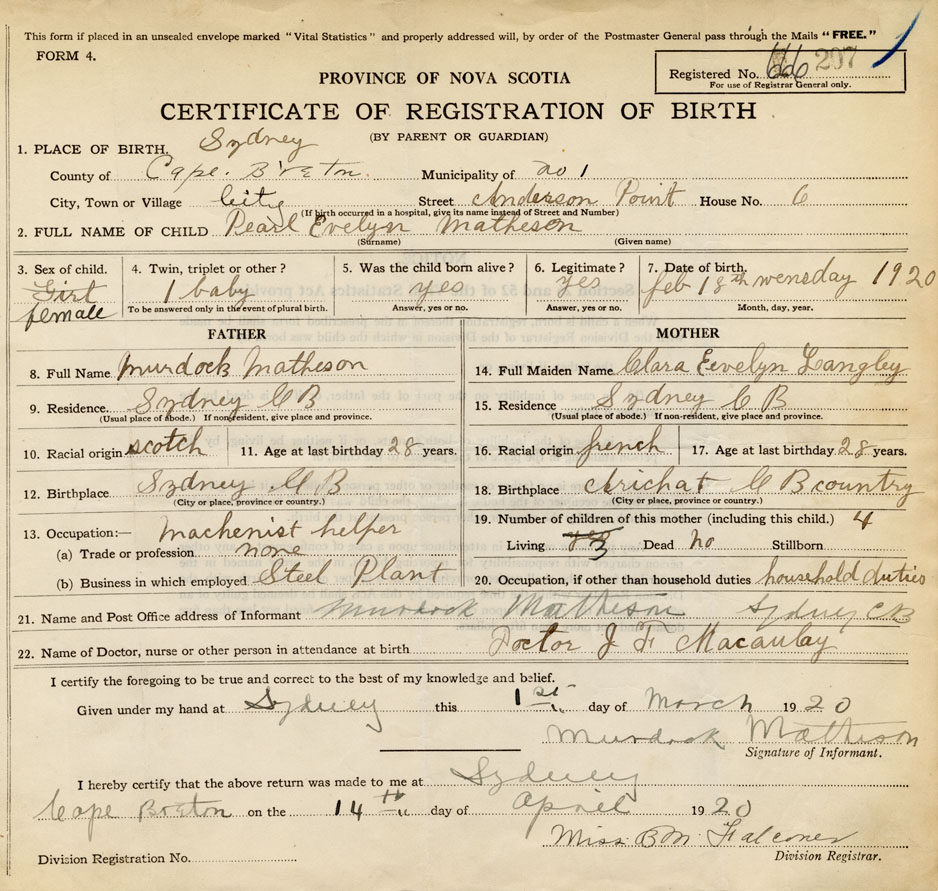 This form if placed in an unsealed envelope marked "Vital Statistics" and properly addressed will, by order of the Postmaster General pass through the Mails "FREE."
FORM 4.
Registered No. 66 297
For use of Registrar General only.
PROVINCE OF NOVA SCOTIA
CERTIFICATE OF REGISTRATION OF BIRTH
(BY PARENT OR GUARDIAN)
1. PLACE OF BIRTH. Sydney
County of Cape. Breton. Municipality of no 1
City, Town or Village City Street Anderson Point House No. 6
(If birth occurred in a hospital, give its name instead of Street and Number)
2. FULL NAME OF CHILD Pearl Evelyn Matheson
(Surname) (Given name)
3. Sex of child. Girl female
4. Twin, triplet or other? 1 baby
To be answered only in the event of plural birth.
5. Was the child born alive? yes
Answer, yes or no.
6. Legitimate? yes
Answer, yes or no.
7. Date of birth. feb 18th wensday 1920
Month, day, year.
FATHER
8. Full Name Murdock Matheson
9. Residence. Sydney C B
(Usual place of abode.) If non-resident, give place and province.
10. Racial origin scotch 11. Age at last birthday 28 years.
12. Birthplace Sydney C B
(City or place, province or country.)
13. Occupation:— Machenist helper
(a) Trade or profession none
(b) Business in which employed Steel Plant
MOTHER
14. Full Maiden Name Clara Eevelyn Langley
15. Residence Sydney C B
(Usual place of abode.) If non-resident, give place and province.
16. Racial origin french 17. Age at last birthday 28 years.
18. Birthplace Arichat C B country
(City or place, province or country.)
19. Number of children of this mother (including this child.) 4
Living 3 Dead no Stillborn
20. Occupation, if other than household duties household duties
21. Name and Post Office address of Informant Murdock Matheson Sydney CB
22. Name of Doctor, nurse or other person in attendance at birth Doctor J F Macaulay
I certify the foregoing to be true and correct to the best of my knowledge and belief.
Given under my hand at Sydney this 1st day of March 1920
Murdock Matheson
Signature of Informant.
I hereby certify that the above return was made to me at Sydney
Cape Breton on the 14th day of April 1920
Miss B M Falconer
Division Registration No.
Division Registrar.